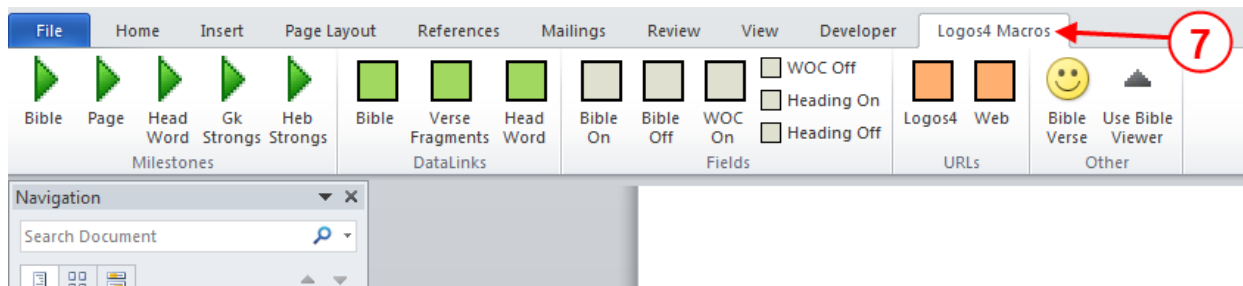 File Home Insert Page Layout References Mailings Review View Developer Logos4 Macros 7
WOC Off
Heading On
Bible Page Head Gk Heb Bible Verse Head Bible Bible WOC Heading Off Logos4 Web Bible Use Bible
Word Strongs Strongs Fragments Word On Off On Verse Viewer
Milestones DataLinks Fields URLs Other
Navigation
Search Document